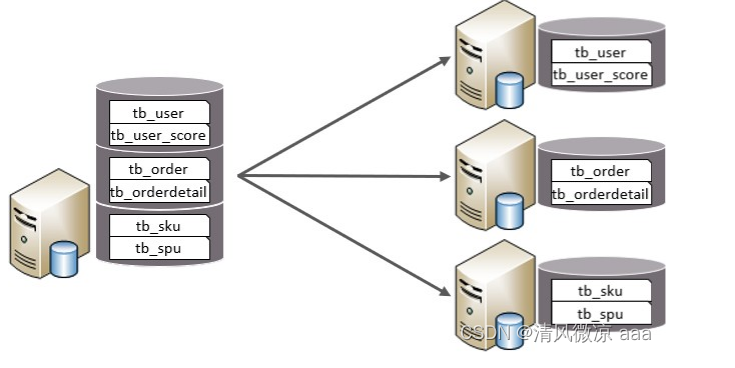 tb_user
tb_user_score
tb_order
tb_orderdetail
tb_sku
tb_spu
tb_user
tb_user_score
tb_order
tb_orderdetail
tb_sku
tb_spu
CSDN @清风微凉 aaa